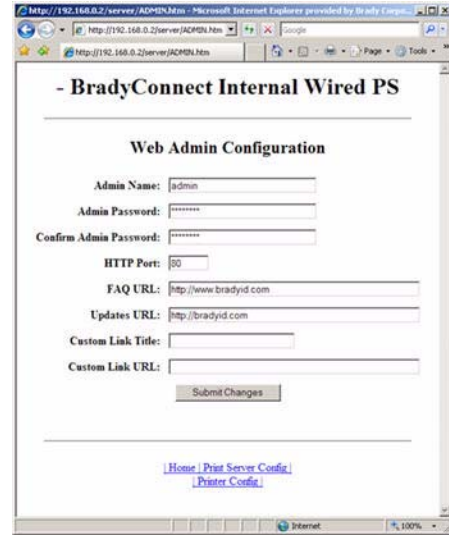 http://192.168.0.2/server/ADMIN.htm - Microsoft Internet Explorer provided by Brady Corpo...
http://192.168.0.2/server/ADMIN.htm
Google
http://192.168.0.2/server/ADMIN.htm
Page
Tools
- BradyConnect Internal Wired PS
Web Admin Configuration
Admin Name: admin
Admin Password: ********
Confirm Admin Password: ********
HTTP Port: 80
FAQ URL: http://www.bradyid.com
Updates URL: http://bradyid.com
Custom Link Title:
Custom Link URL:
Submit Changes
| Home | Print Server Config |
| Printer Config |
Internet
100%